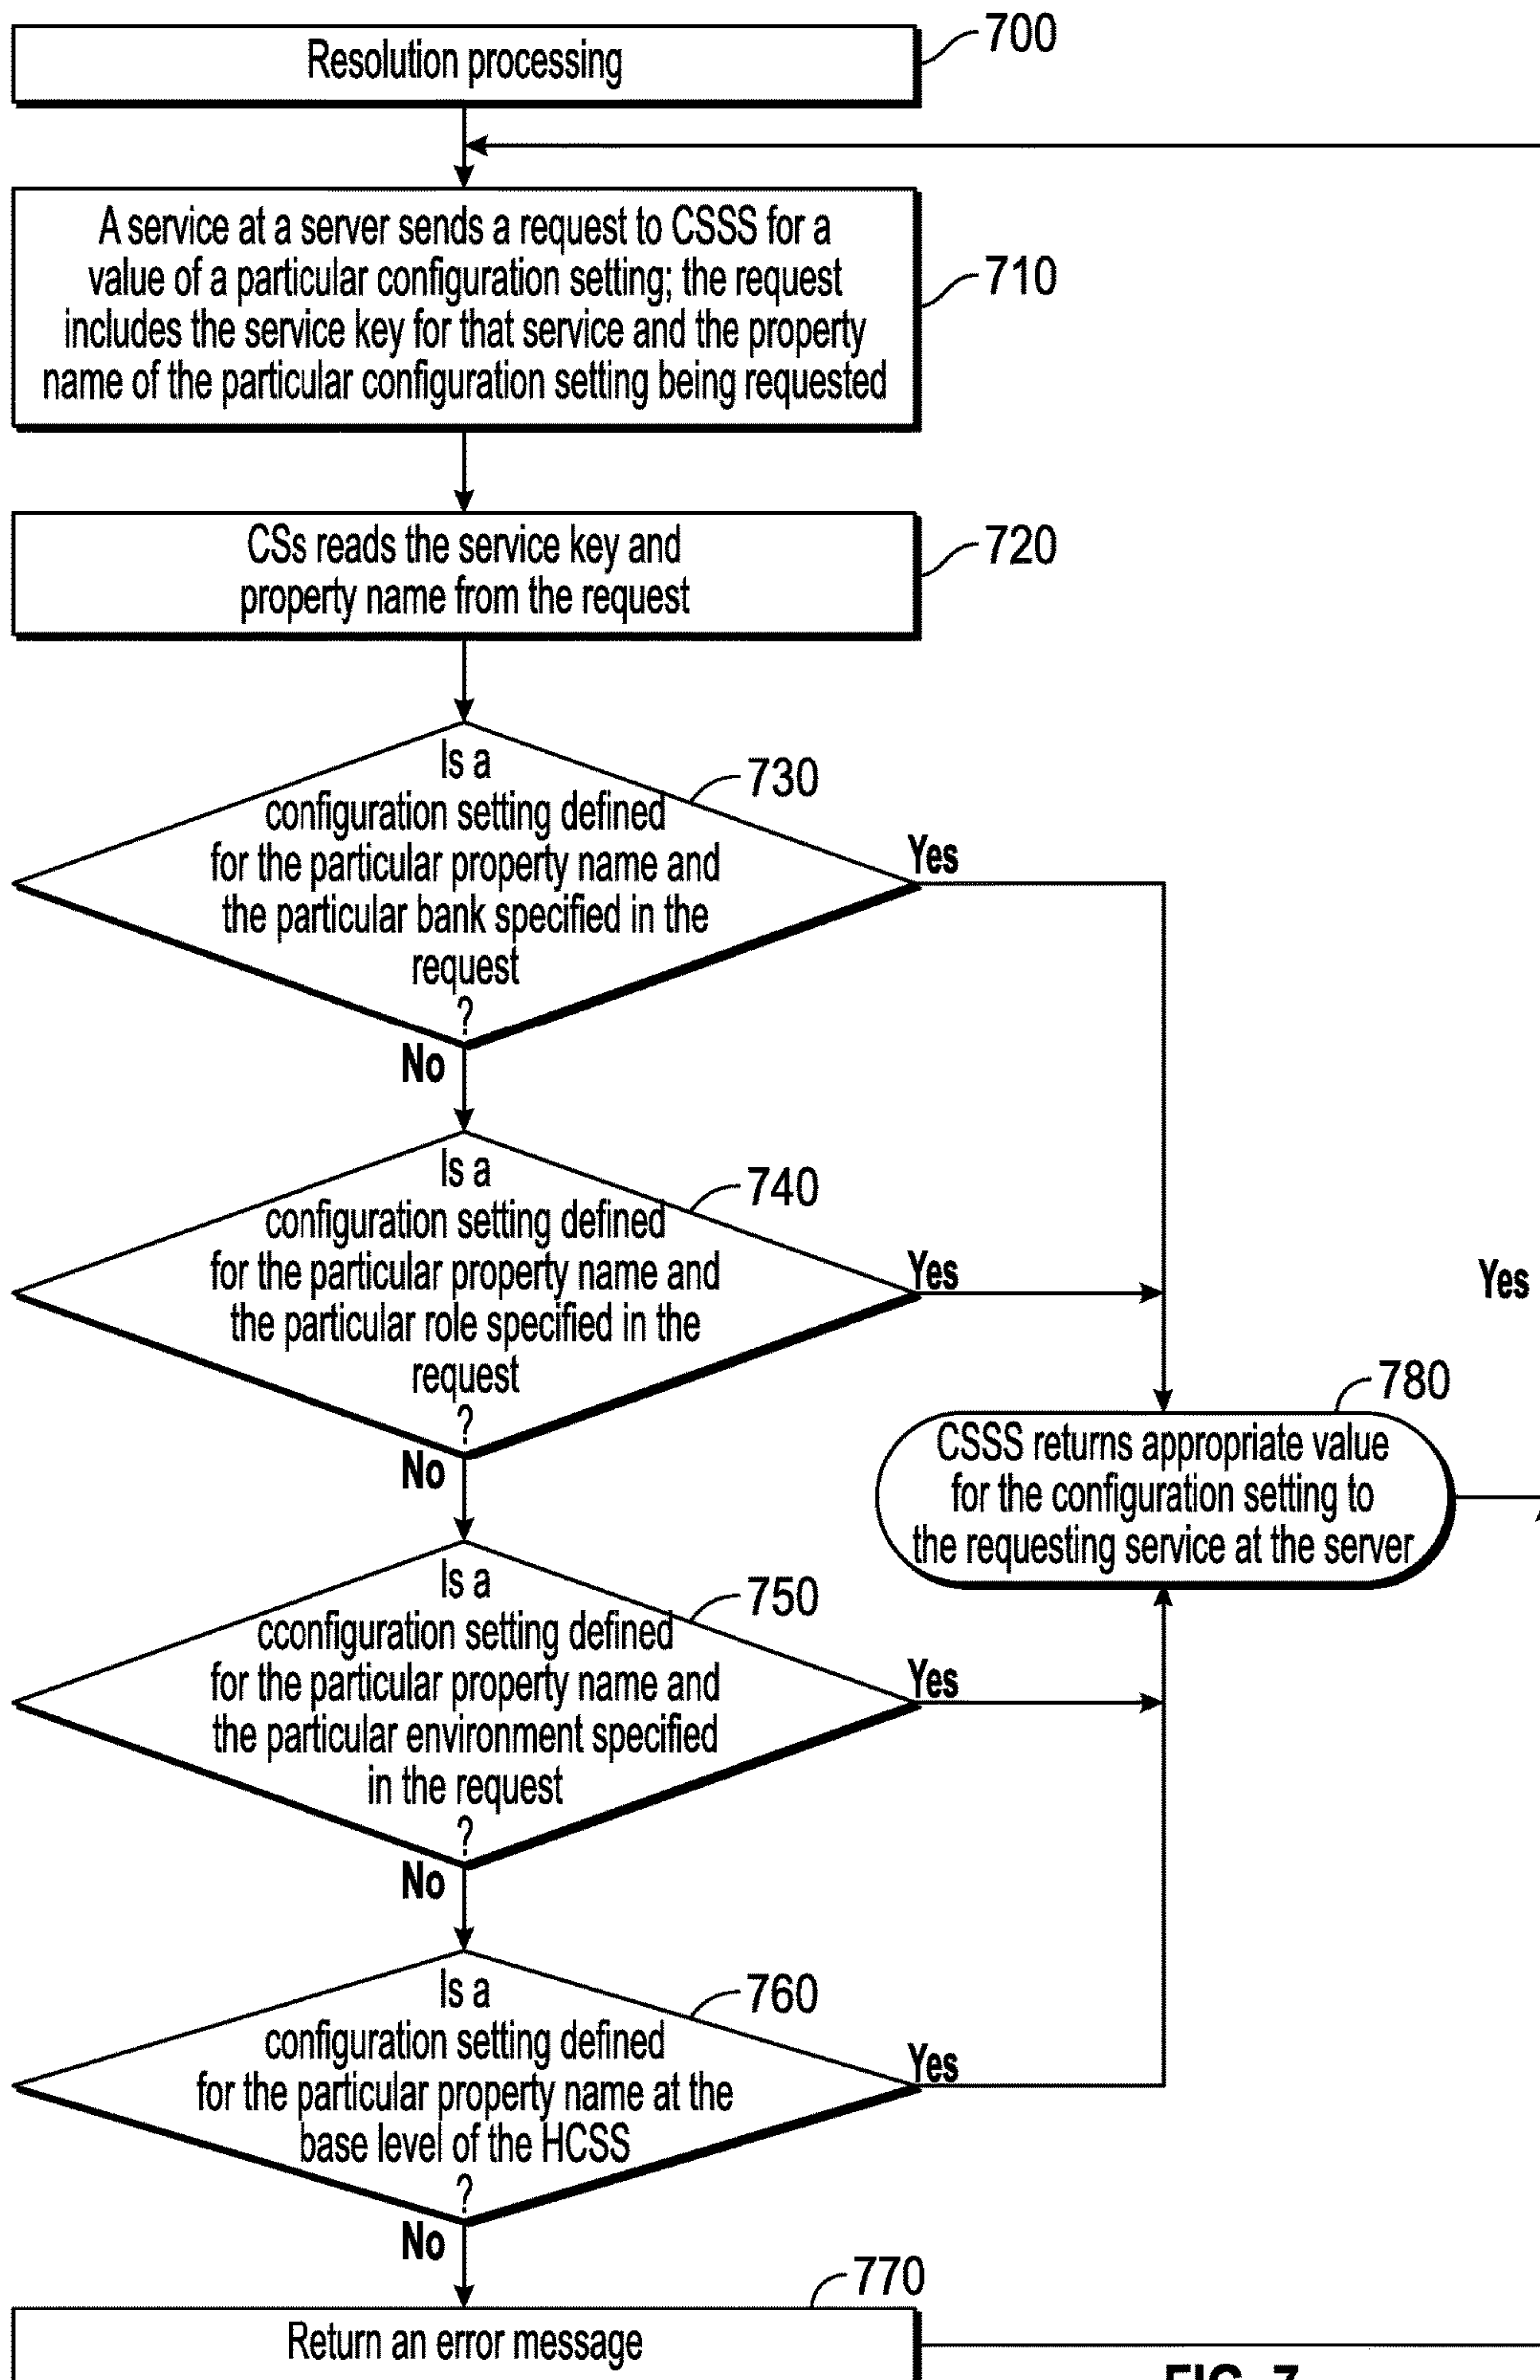 Resolution processing
700
A service at a server sends a request to CSSS for a
value of a particular configuration setting; the request
includes the service key for that service and the property
name of the particular configuration setting being requested
710
CSs reads the service key and
property name from the request
720
Is a
configuration setting defined
for the particular property name and
the particular bank specified in the
request
?
730
Yes
No
Is a
configuration setting defined
for the particular property name and
the particular role specified in the
request
?
740
Yes
No
Yes
780
CSSS returns appropriate value
for the configuration setting to
the requesting service at the server
Is a
cconfiguration setting defined
for the particular property name and
the particular environment specified
in the request
?
750
Yes
No
Is a
configuration setting defined
for the particular property name at the
base level of the HCSS
?
760
Yes
No
770
Return an error message
FIG. 7